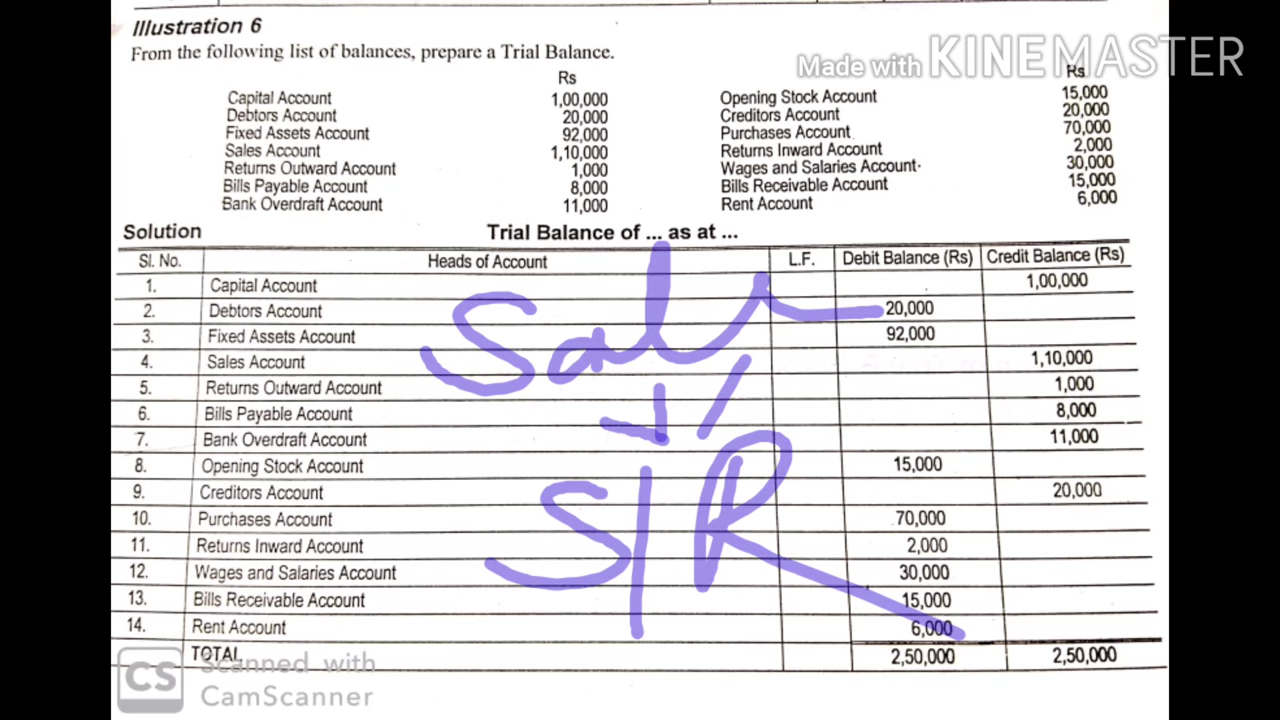 Illustration 6
Made with KINEMASTER
From the following list of balances, prepare a Trial Balance.
Rs Rs
Capital Account 1,00,000 Opening Stock Account 15,000
Debtors Account 20,000 Creditors Account 20,000
Fixed Assets Account 92,000 Purchases Account 70,000
Sales Account 1,10,000 Returns Inward Account 2,000
Returns Outward Account 1,000 Wages and Salaries Account 30,000
Bills Payable Account 8,000 Bills Receivable Account 15,000
Bank Overdraft Account 11,000 Rent Account 6,000
Solution Trial Balance of ... as at ...
Sl. No. Heads of Account L.F. Debit Balance (Rs) Credit Balance (Rs)
1. Capital Account 1,00,000
2. Debtors Account 20,000
3. Fixed Assets Account 92,000
4. Sales Account 1,10,000
5. Returns Outward Account 1,000
6. Bills Payable Account 8,000
7. Bank Overdraft Account 11,000
8. Opening Stock Account 15,000
9. Creditors Account 20,000
10. Purchases Account 70,000
11. Returns Inward Account 2,000
12. Wages and Salaries Account 30,000
13. Bills Receivable Account 15,000
14. Rent Account 6,000
TOTAL 2,50,000 2,50,000
CS Scanned with
CamScanner
S/R